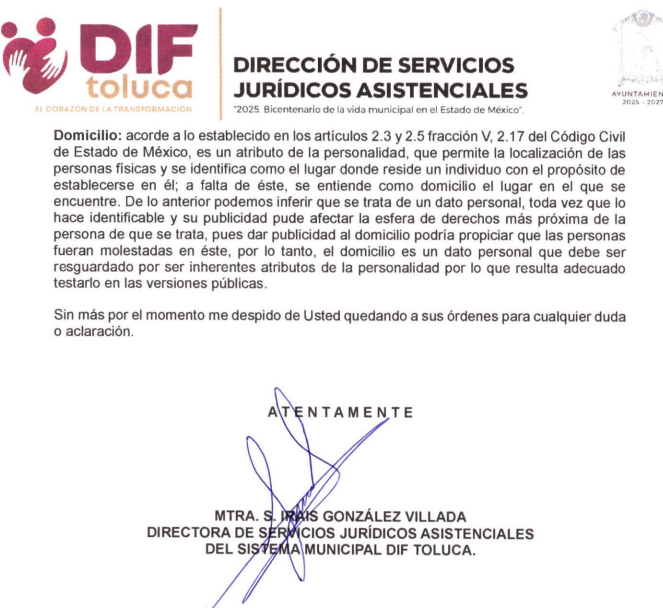 DIF
toluca
EL CORAZÓN DE LA TRANSFORMACIÓN
DIRECCIÓN DE SERVICIOS
JURÍDICOS ASISTENCIALES
"2025. Bicentenario de la vida municipal en el Estado de México".
AYUNTAMIEN
2025 - 2027
Domicilio: acorde a lo establecido en los artículos 2.3 y 2.5 fracción V, 2.17 del Código Civil
de Estado de México, es un atributo de la personalidad, que permite la localización de las
personas físicas y se identifica como el lugar donde reside un individuo con el propósito de
establecerse en él; a falta de éste, se entiende como domicilio el lugar en el que se
encuentre. De lo anterior podemos inferir que se trata de un dato personal, toda vez que lo
hace identificable y su publicidad pude afectar la esfera de derechos más próxima de la
persona de que se trata, pues dar publicidad al domicilio podría propiciar que las personas
fueran molestadas en éste, por lo tanto, el domicilio es un dato personal que debe ser
resguardado por ser inherentes atributos de la personalidad por lo que resulta adecuado
testarlo en las versiones públicas.
Sin más por el momento me despido de Usted quedando a sus órdenes para cualquier duda
o aclaración.
A T E N T A M E N T E
MTRA. S. IRAIS GONZÁLEZ VILLADA
DIRECTORA DE SERVICIOS JURÍDICOS ASISTENCIALES
DEL SISTEMA MUNICIPAL DIF TOLUCA.